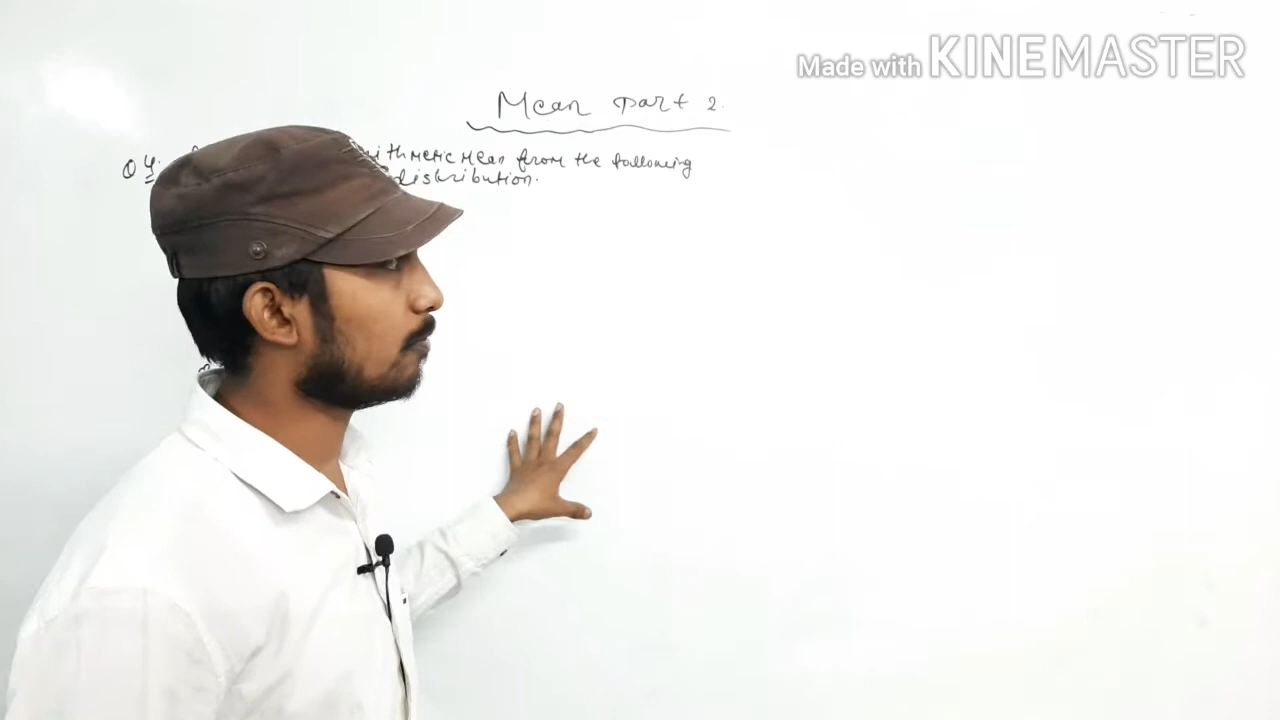 Made with KINEMASTER
Mean Part 2.
Q 4. ithmetic Mean from the following
distribution.